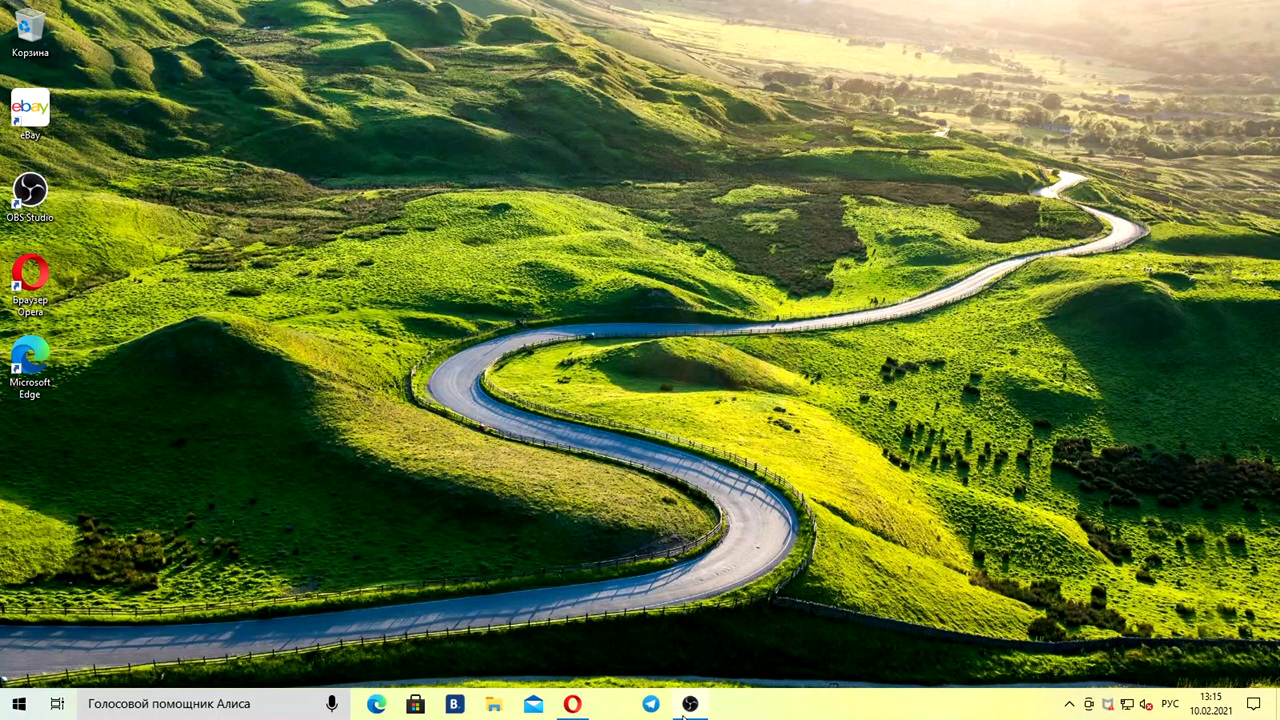 Корзина
ebay
eBay
OBS Studio
Браузер
Opera
Microsoft
Edge
Голосовой помощник Алиса
B.
РУС
13:15
10.02.2021